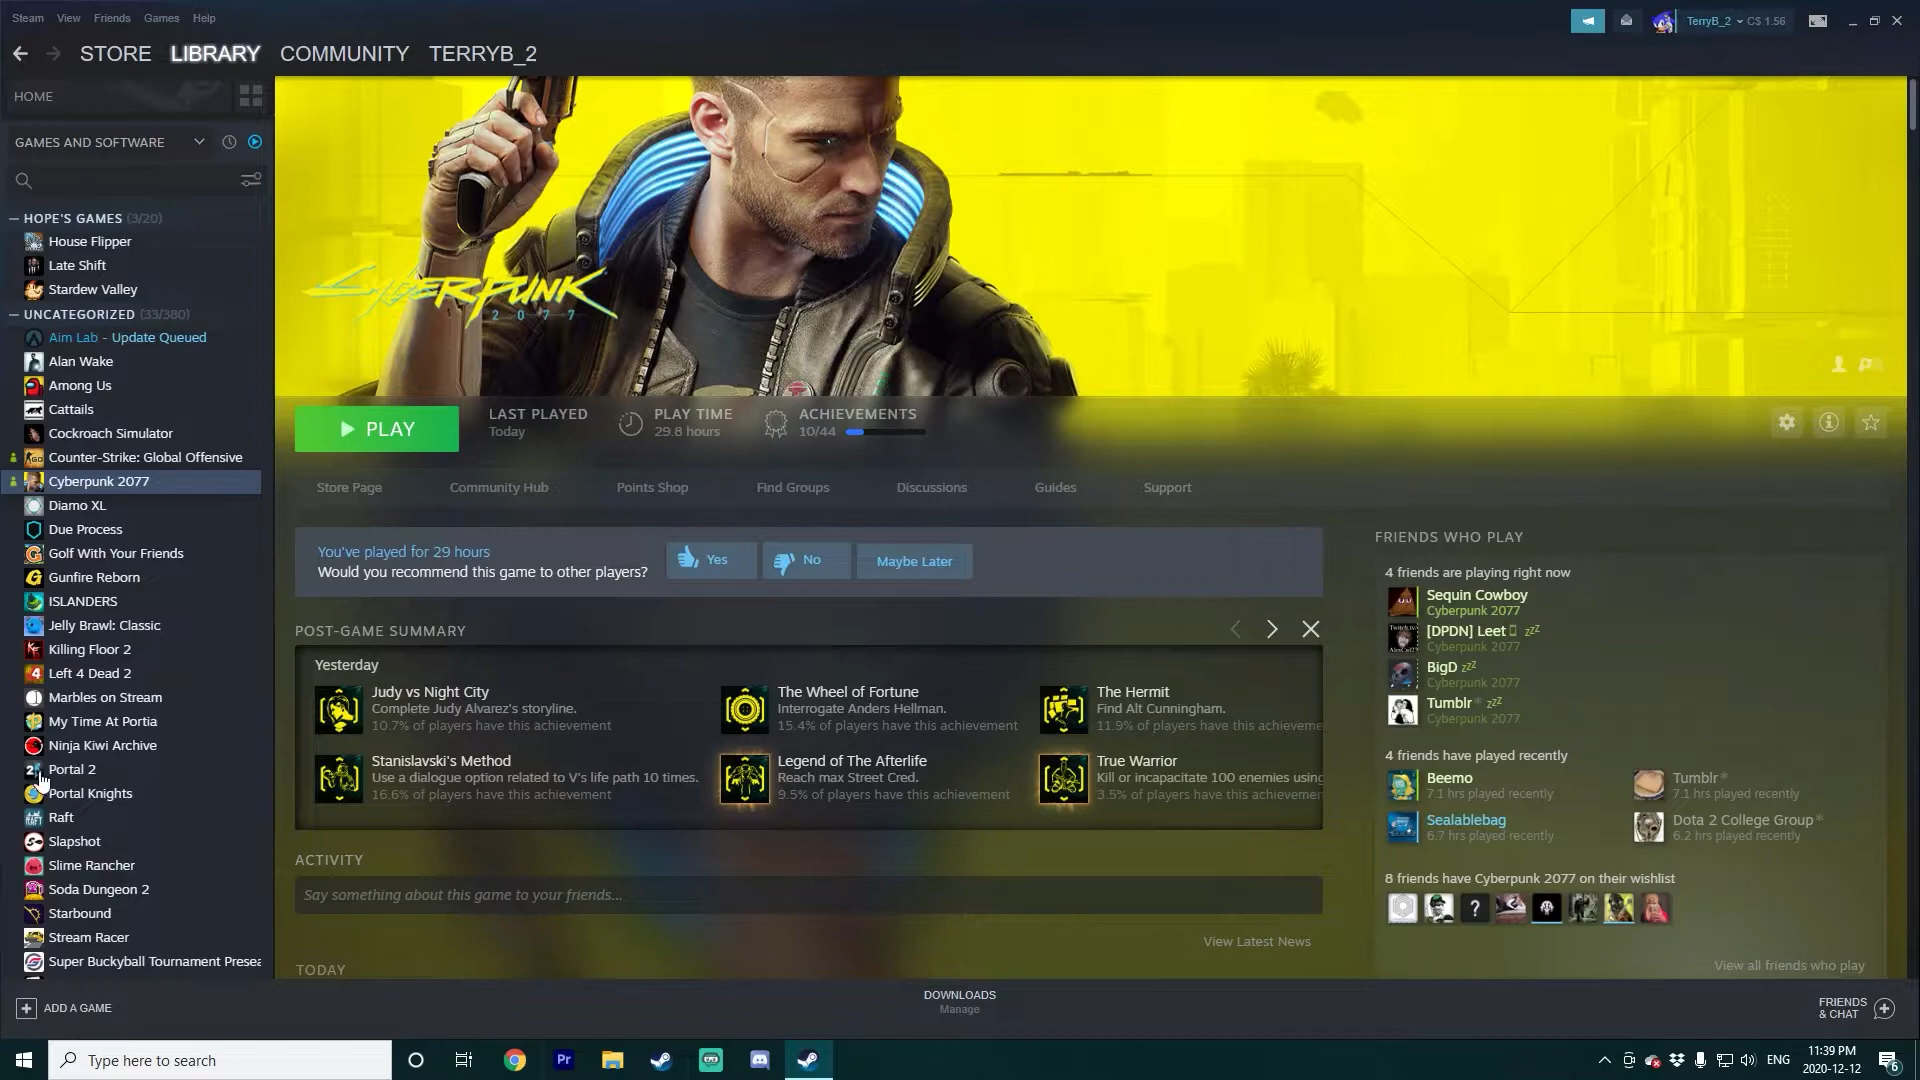 Steam View Friends Games Help
TerryB_2 C$ 1.56
STORE LIBRARY COMMUNITY TERRYB_2
HOME
GAMES AND SOFTWARE
— HOPE'S GAMES (3/20)
House Flipper
Late Shift
Stardew Valley
— UNCATEGORIZED (33/380)
Aim Lab - Update Queued
Alan Wake
Among Us
Cattails
Cockroach Simulator
Counter-Strike: Global Offensive
Cyberpunk 2077
Diamo XL
Due Process
Golf With Your Friends
Gunfire Reborn
ISLANDERS
Jelly Brawl: Classic
Killing Floor 2
Left 4 Dead 2
Marbles on Stream
My Time At Portia
Ninja Kiwi Archive
Portal 2
Portal Knights
Raft
Slapshot
Slime Rancher
Soda Dungeon 2
Starbound
Stream Racer
Super Buckyball Tournament Presea
ADD A GAME
CYBERPUNK
2077
PLAY
LAST PLAYED
Today
PLAY TIME
29.8 hours
ACHIEVEMENTS
10/44
Store Page Community Hub Points Shop Find Groups Discussions Guides Support
You've played for 29 hours
Would you recommend this game to other players?
Yes No Maybe Later
POST-GAME SUMMARY
Yesterday
Judy vs Night City
Complete Judy Alvarez's storyline.
10.7% of players have this achievement
The Wheel of Fortune
Interrogate Anders Hellman.
15.4% of players have this achievement
The Hermit
Find Alt Cunningham.
11.9% of players have this achieveme
Stanislavski's Method
Use a dialogue option related to V's life path 10 times.
16.6% of players have this achievement
Legend of The Afterlife
Reach max Street Cred.
9.5% of players have this achievement
True Warrior
Kill or incapacitate 100 enemies using
3.5% of players have this achievemen
ACTIVITY
Say something about this game to your friends...
View Latest News
TODAY
FRIENDS WHO PLAY
4 friends are playing right now
Sequin Cowboy
Cyberpunk 2077
[DPDN] Leet zzz
Cyberpunk 2077
BigD zzz
Cyberpunk 2077
Tumblr* zzz
Cyberpunk 2077
4 friends have played recently
Beemo
7.1 hrs played recently
Tumblr*
7.1 hrs played recently
Sealablebag
6.7 hrs played recently
Dota 2 College Group*
6.2 hrs played recently
8 friends have Cyberpunk 2077 on their wishlist
View all friends who play
DOWNLOADS
Manage
FRIENDS
& CHAT
Type here to search
Pr
ENG
11:39 PM
2020-12-12
6